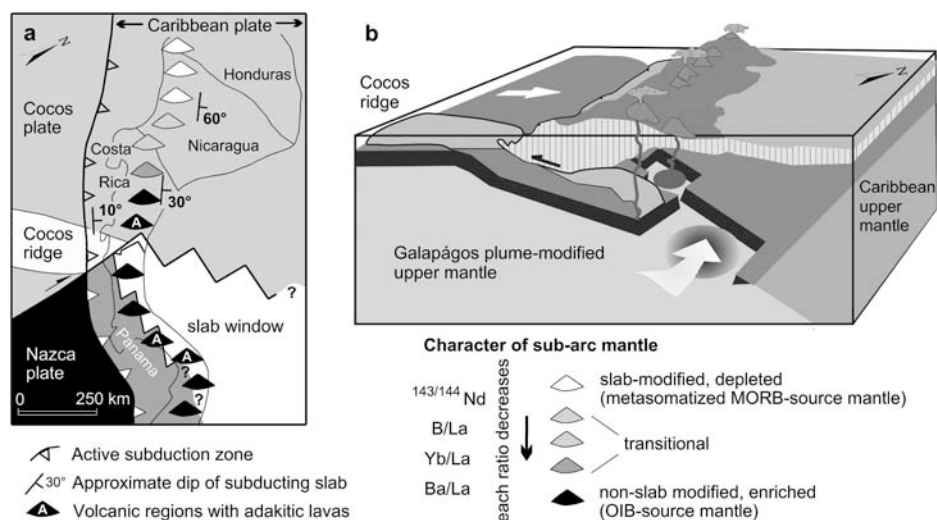 a
Caribbean plate
N
Honduras
Cocos
plate
60°
Nicaragua
Costa
Rica
30°
10°
A
Cocos
ridge
?
slab window
Panama
A
A
Nazca
plate
?
?
0 250 km
Active subduction zone
30° Approximate dip of subducting slab
A Volcanic regions with adakitic lavas
b
N
Cocos
ridge
Caribbean
upper
mantle
Galapágos plume-modified
upper mantle
Character of sub-arc mantle
143/144 Nd
B/La
Yb/La
Ba/La
each ratio decreases
slab-modified, depleted
(metasomatized MORB-source mantle)
transitional
non-slab modified, enriched
(OIB-source mantle)